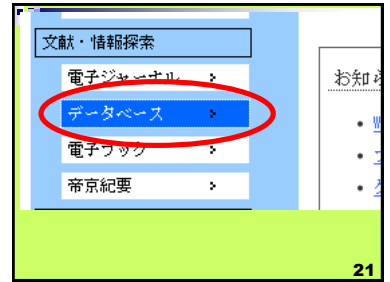 文献・情報探索
電子ジャーナル >
データベース >
電子ブック >
帝京紀要 >
お知
21